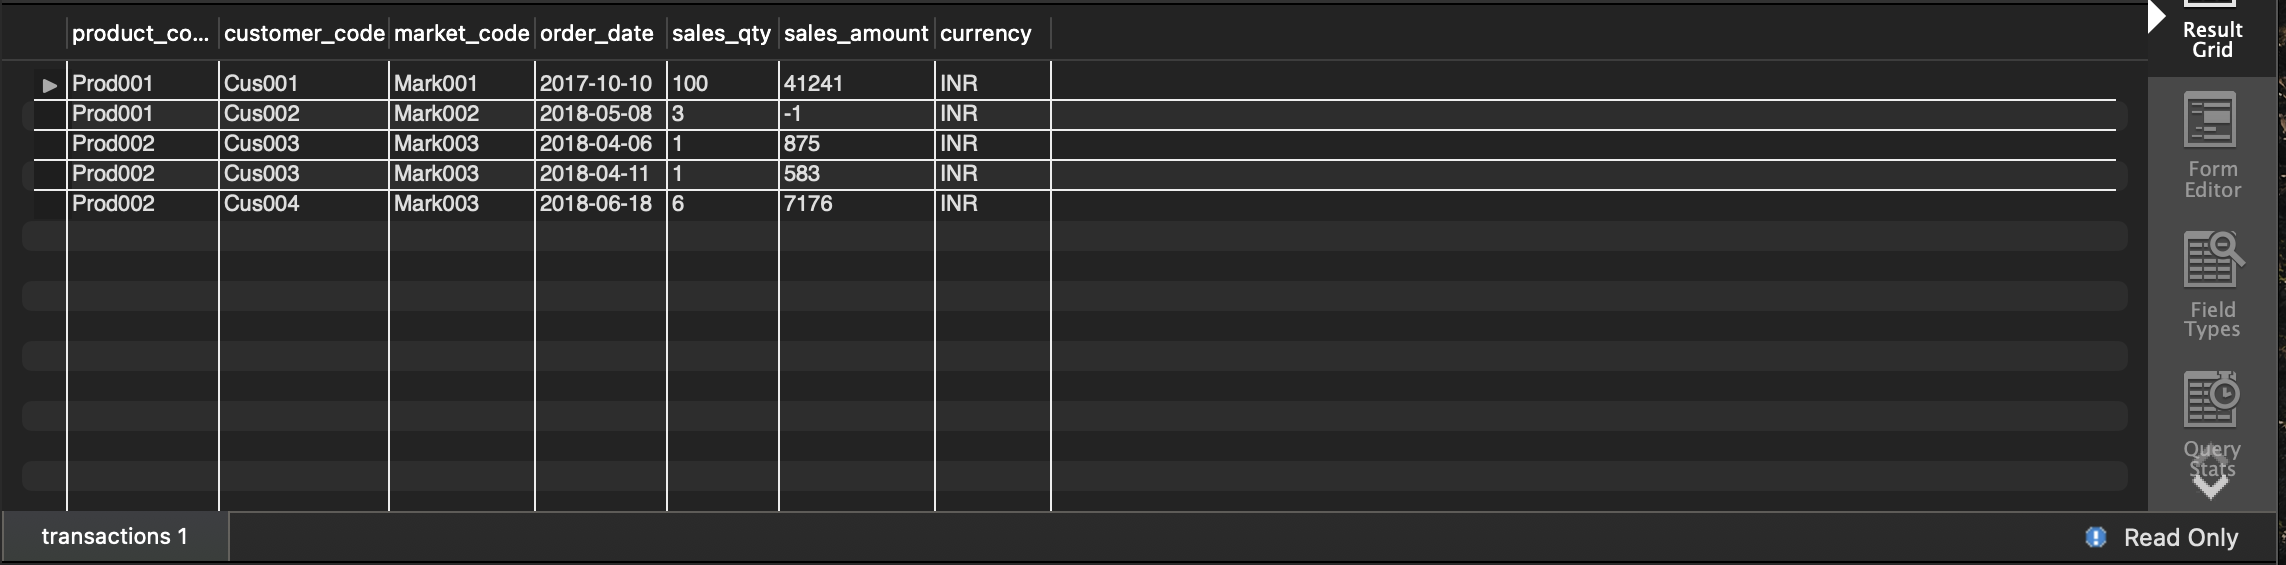 product_co... customer_code market_code order_date sales_qty sales_amount currency
Prod001 Cus001 Mark001 2017-10-10 100 41241 INR
Prod001 Cus002 Mark002 2018-05-08 3 -1 INR
Prod002 Cus003 Mark003 2018-04-06 1 875 INR
Prod002 Cus003 Mark003 2018-04-11 1 583 INR
Prod002 Cus004 Mark003 2018-06-18 6 7176 INR
Result
Grid
Form
Editor
Field
Types
Query
Stats
transactions 1
Read Only